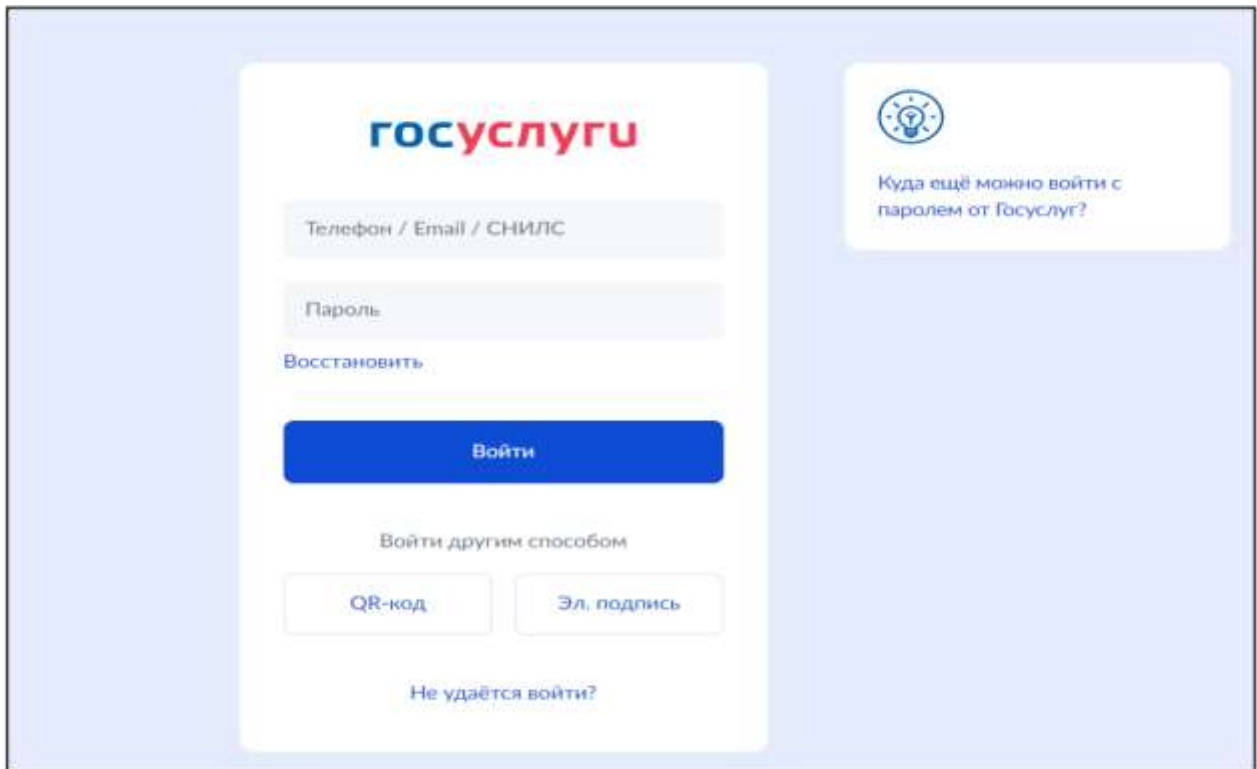 госуслуги
Телефон / Email / СНИЛС
Пароль
Восстановить
Войти
Войти другим способом
QR-код
Эл. подпись
Не удаётся войти?
Куда ещё можно войти с
паролем от Госуслуг?